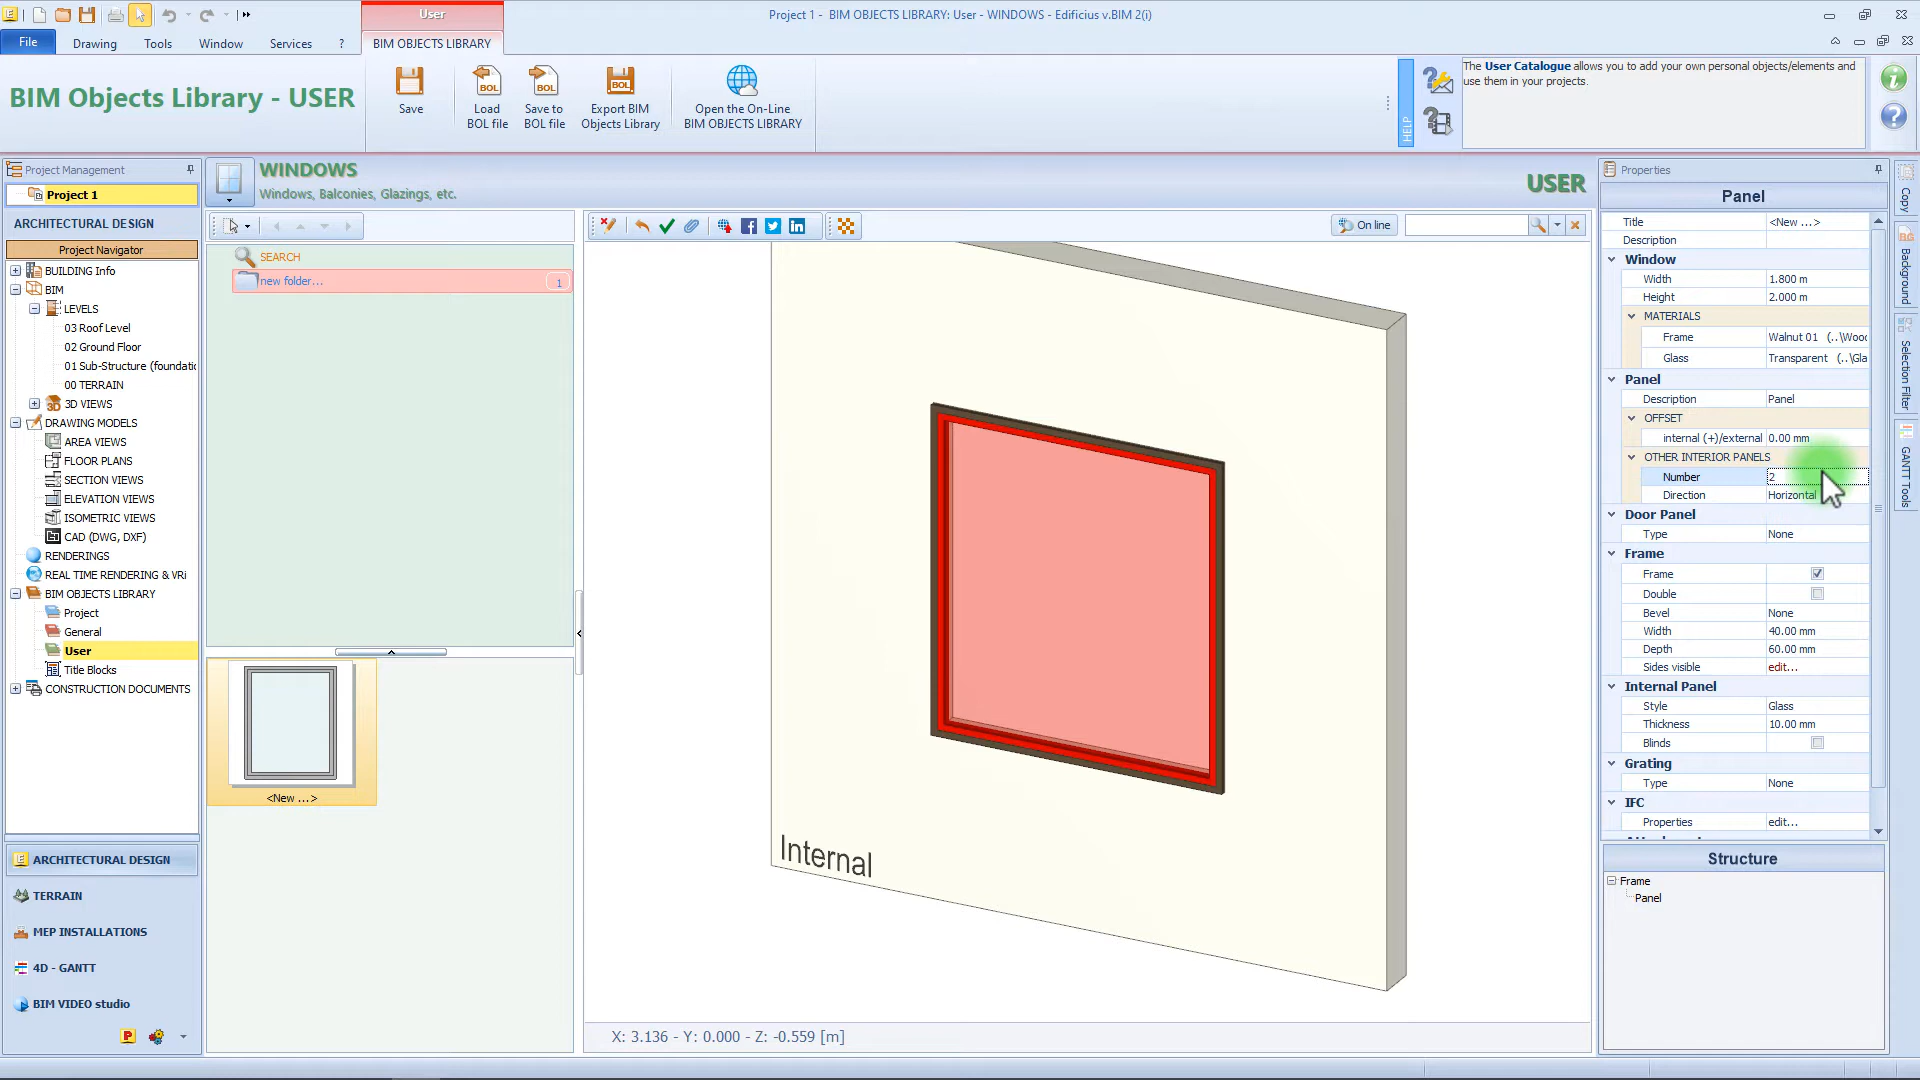 User
Project 1 - BIM OBJECTS LIBRARY: User - WINDOWS - Edificius v.BIM 2(i)
File
Drawing
Tools
Window
Services
?
BIM OBJECTS LIBRARY
BIM Objects Library - USER
Save
Load
BOL file
Save to
BOL file
Export BIM
Objects Library
Open the On-Line
BIM OBJECTS LIBRARY
HELP
The User Catalogue allows you to add your own personal objects/elements and
use them in your projects.
Project Management
Project 1
ARCHITECTURAL DESIGN
Project Navigator
BUILDING Info
BIM
LEVELS
03 Roof Level
02 Ground Floor
01 Sub-Structure (foundatic
00 TERRAIN
3D VIEWS
DRAWING MODELS
AREA VIEWS
FLOOR PLANS
SECTION VIEWS
ELEVATION VIEWS
ISOMETRIC VIEWS
CAD (DWG, DXF)
RENDERINGS
REAL TIME RENDERING & VRi
BIM OBJECTS LIBRARY
Project
General
User
Title Blocks
CONSTRUCTION DOCUMENTS
ARCHITECTURAL DESIGN
TERRAIN
MEP INSTALLATIONS
4D - GANTT
BIM VIDEO studio
WINDOWS
Windows, Balconies, Glazings, etc.
USER
SEARCH
new folder...
1
<New ...>
On line
Internal
X: 3.136 - Y: 0.000 - Z: -0.559 [m]
Properties
Panel
Title <New ...>
Description
Window
Width 1.800 m
Height 2.000 m
MATERIALS
Frame Walnut 01 (..\Wooc
Glass Transparent (..\Gla
Panel
Description Panel
OFFSET
internal (+)/external 0.00 mm
OTHER INTERIOR PANELS
Number 2
Direction Horizontal
Door Panel
Type None
Frame
Frame
Double
Bevel None
Width 40.00 mm
Depth 60.00 mm
Sides visible edit...
Internal Panel
Style Glass
Thickness 10.00 mm
Blinds
Grating
Type None
IFC
Properties edit...
Structure
Frame
Panel
Copy
Background
Selection Filter
GANTT Tools